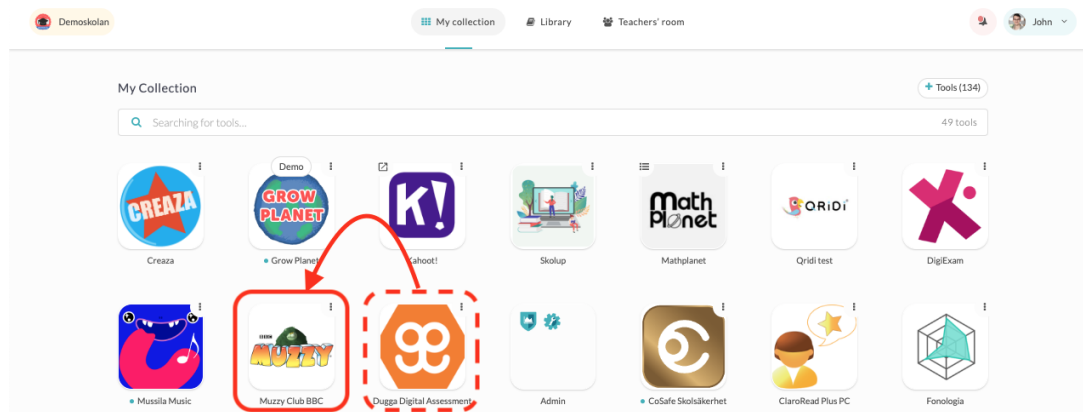 Demoskolan
My collection
Library
Teachers' room
John
My Collection
+ Tools (134)
Searching for tools...
49 tools
CREAZA
Demo
GROW
PLANET
K!
Math
Planet
QRIDI
Creaza
Grow Planet
Kahoot!
Skolup
Mathplanet
Qridi test
DigiExam
BBC
MUZZY
Mussila Music
Muzzy Club BBC
Dugga Digital Assessment
Admin
CoSafe Skolsäkerhet
ClaroRead Plus PC
Fonologia